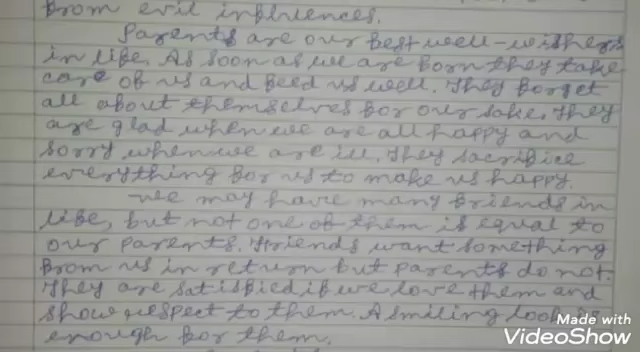 from evil influences.
Parents are our best well-wishers
in life. As soon as we are born they take
care of us and feed us well. They forget
all about themselves for our sake. They
are glad when we are all happy and
sorry when we are ill. They sacrifice
everything for us to make us happy.
We may have many friends in
life, but not one of them is equal to
our parents. Friends want something
from us in return but parents do not.
They are satisfied if we love them and
show respect to them. A smiling look is
enough for them.
Made with
VideoShow